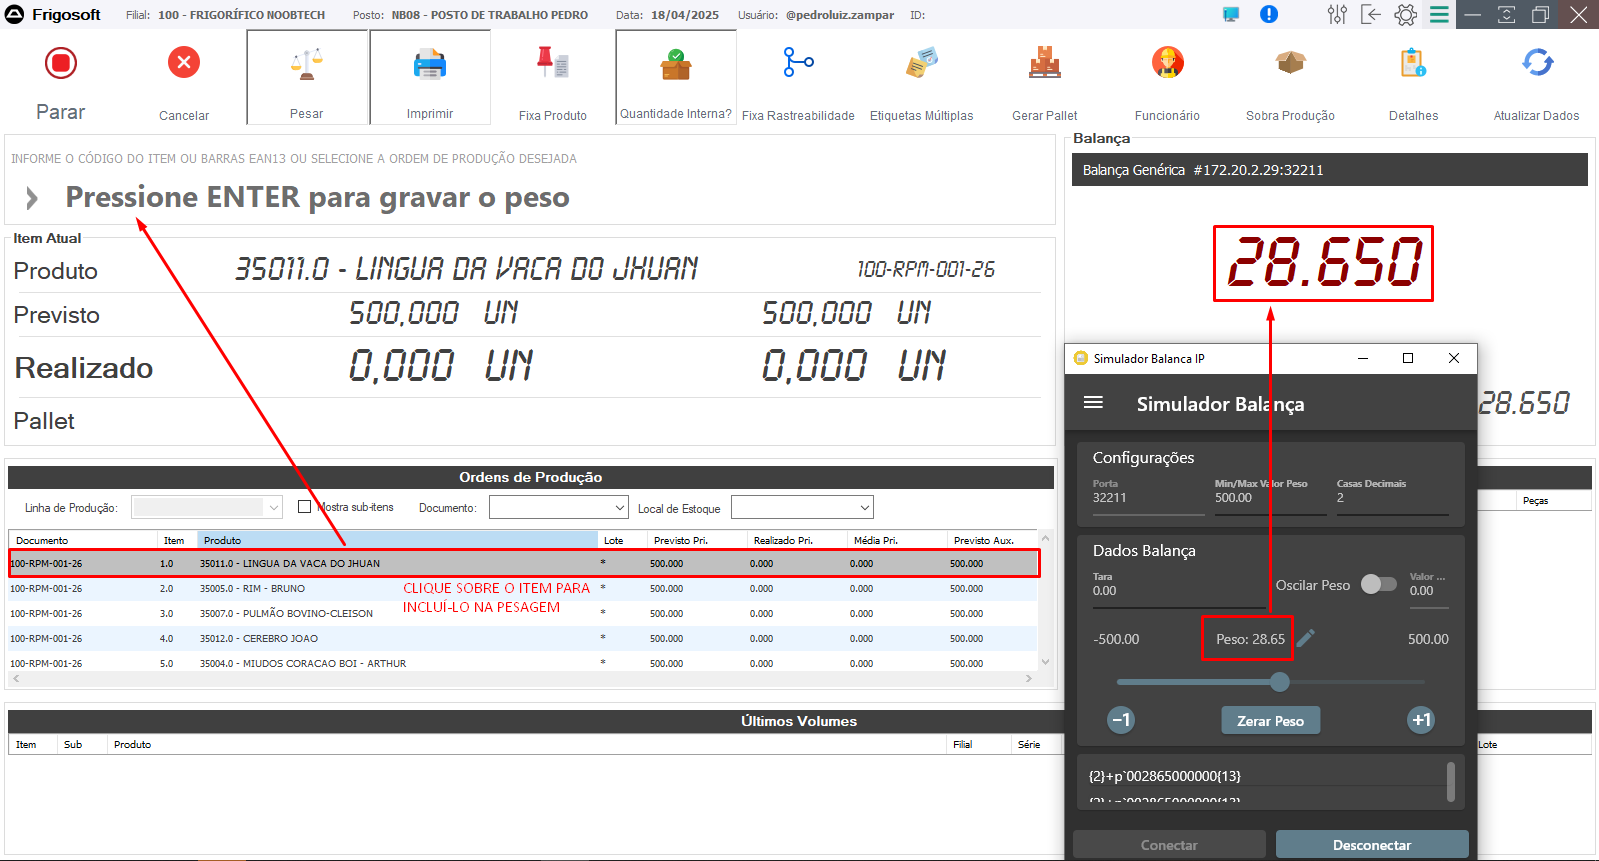 Frigosoft Filial: 100 - FRIGORÍFICO NOOBTECH Posto: NB08 - POSTO DE TRABALHO PEDRO Data: 18/04/2025 Usuário: @pedroluiz.zampar ID:
Parar Cancelar Pesar Imprimir Fixa Produto Quantidade Interna? Fixa Rastreabilidade Etiquetas Múltiplas Gerar Pallet Funcionário Sobra Produção Detalhes Atualizar Dados
INFORME O CÓDIGO DO ITEM OU BARRAS EAN13 OU SELECIONE A ORDEM DE PRODUÇÃO DESEJADA
Pressione ENTER para gravar o peso
Item Atual
Produto 35011.0 - LINGUA DA VACA DO JHUAN 100-RPM-001-26
Previsto 500,000 UN 500,000 UN
Realizado 0,000 UN 0,000 UN
Pallet
Balança
Balança Genérica #172.20.2.29:32211
28.650
28.650
Ordens de Produção
Linha de Produção: Mostra sub-itens Documento: Local de Estoque
Documento Item Produto Lote Previsto Pri. Realizado Pri. Média Pri. Previsto Aux.
100-RPM-001-26 1.0 35011.0 - LINGUA DA VACA DO JHUAN * 500.000 0.000 0.000 500.000
100-RPM-001-26 2.0 35005.0 - RIM - BRUNO * 500.000 0.000 0.000 500.000
100-RPM-001-26 3.0 35007.0 - PULMÃO BOVINO-CLEISON * 500.000 0.000 0.000 500.000
100-RPM-001-26 4.0 35012.0 - CEREBRO JOAO * 500.000 0.000 0.000 500.000
100-RPM-001-26 5.0 35004.0 - MIUDOS CORACAO BOI - ARTHUR * 500.000 0.000 0.000 500.000
CLIQUE SOBRE O ITEM PARA
INCLUÍ-LO NA PESAGEM
Peças
Últimos Volumes
Item Sub Produto Filial Série Lote
Simulador Balanca IP
Simulador Balança
Configurações
Porta Min/Max Valor Peso Casas Decimais
32211 500.00 2
Dados Balança
Tara Oscilar Peso Valor ...
0.00 0.00
-500.00 Peso: 28.65 500.00
-1 Zerar Peso +1
{2}+p`002865000000{13}
{2}+p`002865000000{13}
Conectar Desconectar